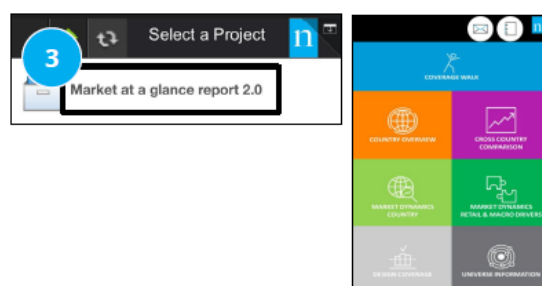 3
Select a Project
n
Market at a glance report 2.0
n
COVERAGE WALK
COUNTRY OVERVIEW
CROSS COUNTRY
COMPARISON
MARKET DYNAMICS
COUNTRY
MARKET DYNAMICS
RETAIL & MACRO DRIVERS
DESIGN COVERAGE
UNIVERSE INFORMATION